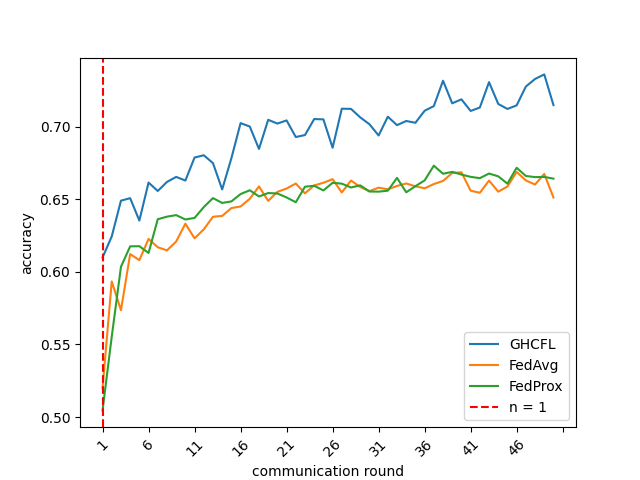 accuracy
0.70
0.65
0.60
0.55
0.50
GHCFL
FedAvg
FedProx
n = 1
1
6
11
16
21
26
31
36
41
46
communication round